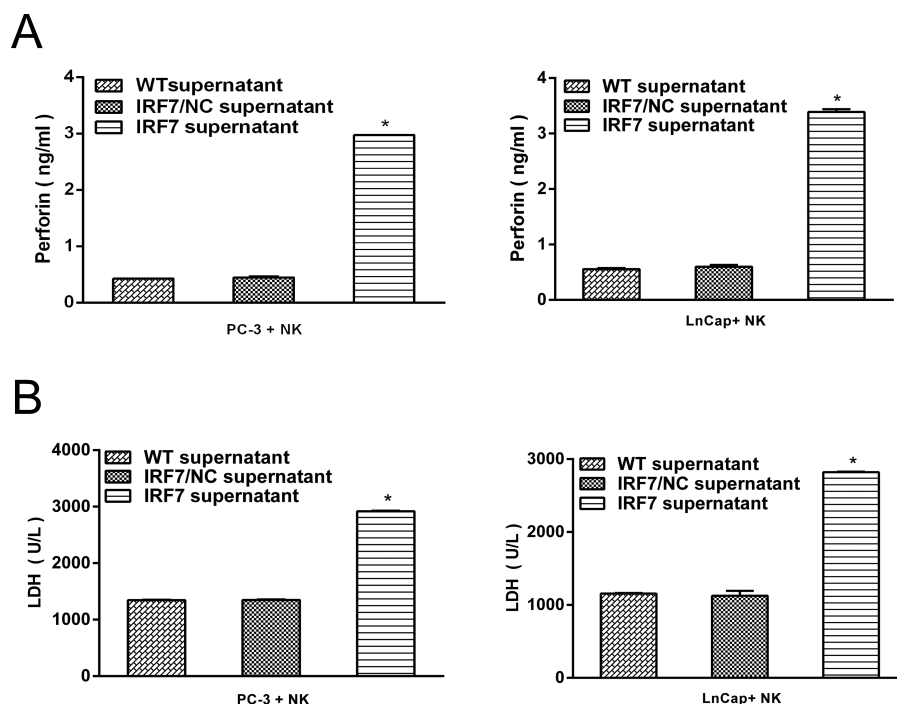 A
Perforin ( ng/ml )
4
3
2
1
0
WTsupernatant
IRF7/NC supernatant
IRF7 supernatant
*
PC-3 + NK
Perforin ( ng/ml )
4
3
2
1
0
WT supernatant
IRF7/NC supernatant
IRF7 supernatant
*
LnCap+ NK
B
LDH ( U/L )
4000
3000
2000
1000
0
WT supernatant
IRF7/NC supernatant
IRF7 supernatant
*
PC-3 + NK
LDH ( U/L )
3000
2000
1000
0
WT supernatant
IRF7/NC supernatant
IRF7 supernatant
*
LnCap+ NK